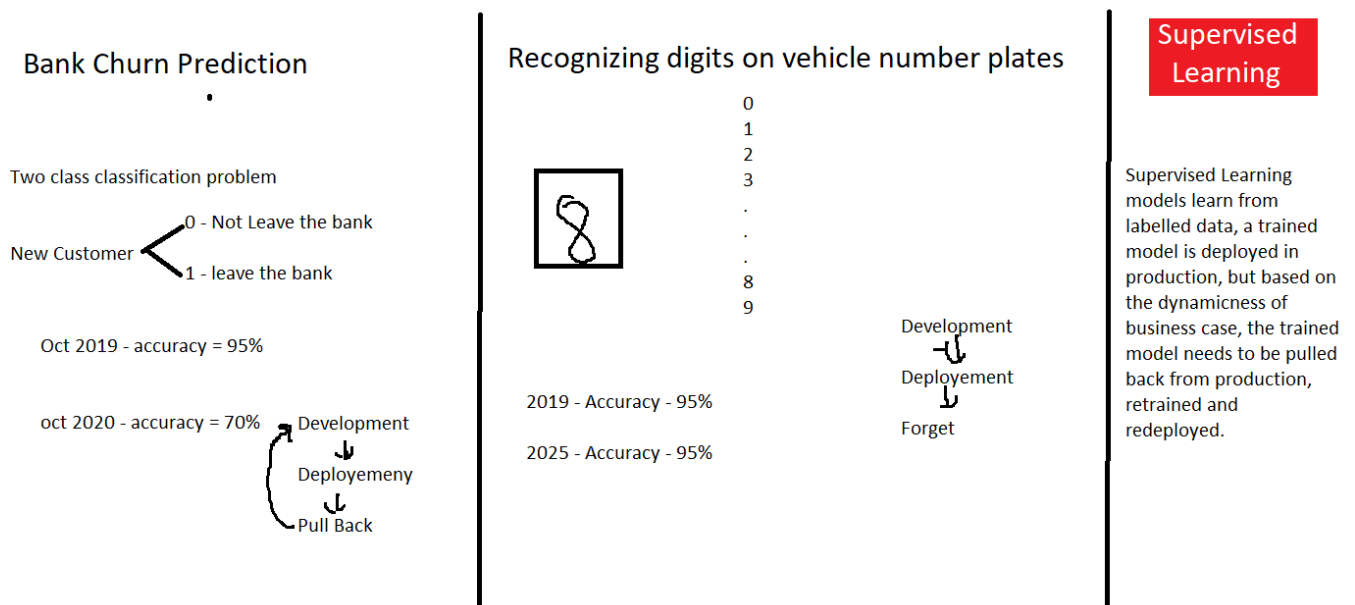 Bank Churn Prediction
Two class classification problem
0 - Not Leave the bank
New Customer
1 - leave the bank
Oct 2019 - accuracy = 95%
oct 2020 - accuracy = 70%
Development
Deployemeny
Pull Back
Recognizing digits on vehicle number plates
0
1
2
3
.
.
.
8
9
8
Development
Deployement
Forget
2019 - Accuracy - 95%
2025 - Accuracy - 95%
Supervised
Learning
Supervised Learning
models learn from
labelled data, a trained
model is deployed in
production, but based on
the dynamicness of
business case, the trained
model needs to be pulled
back from production,
retrained and
redeployed.